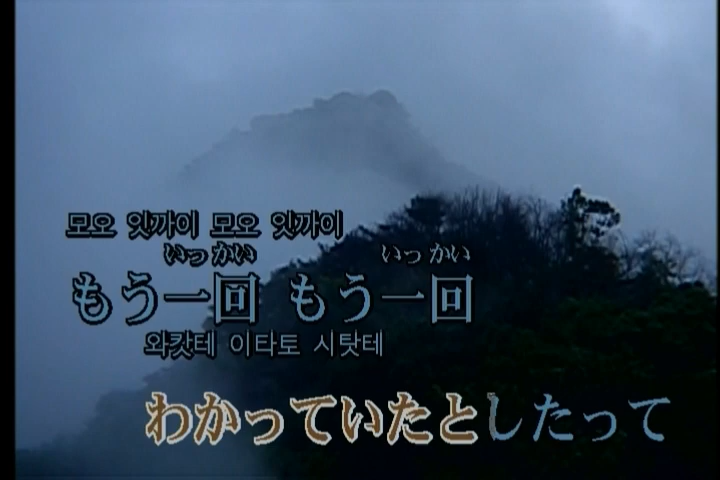 모오 잇까이 모오 잇까이
いっかい いっかい
もう一回 もう一回
와캇테 이타토 시탓테
わかっていたとしたって